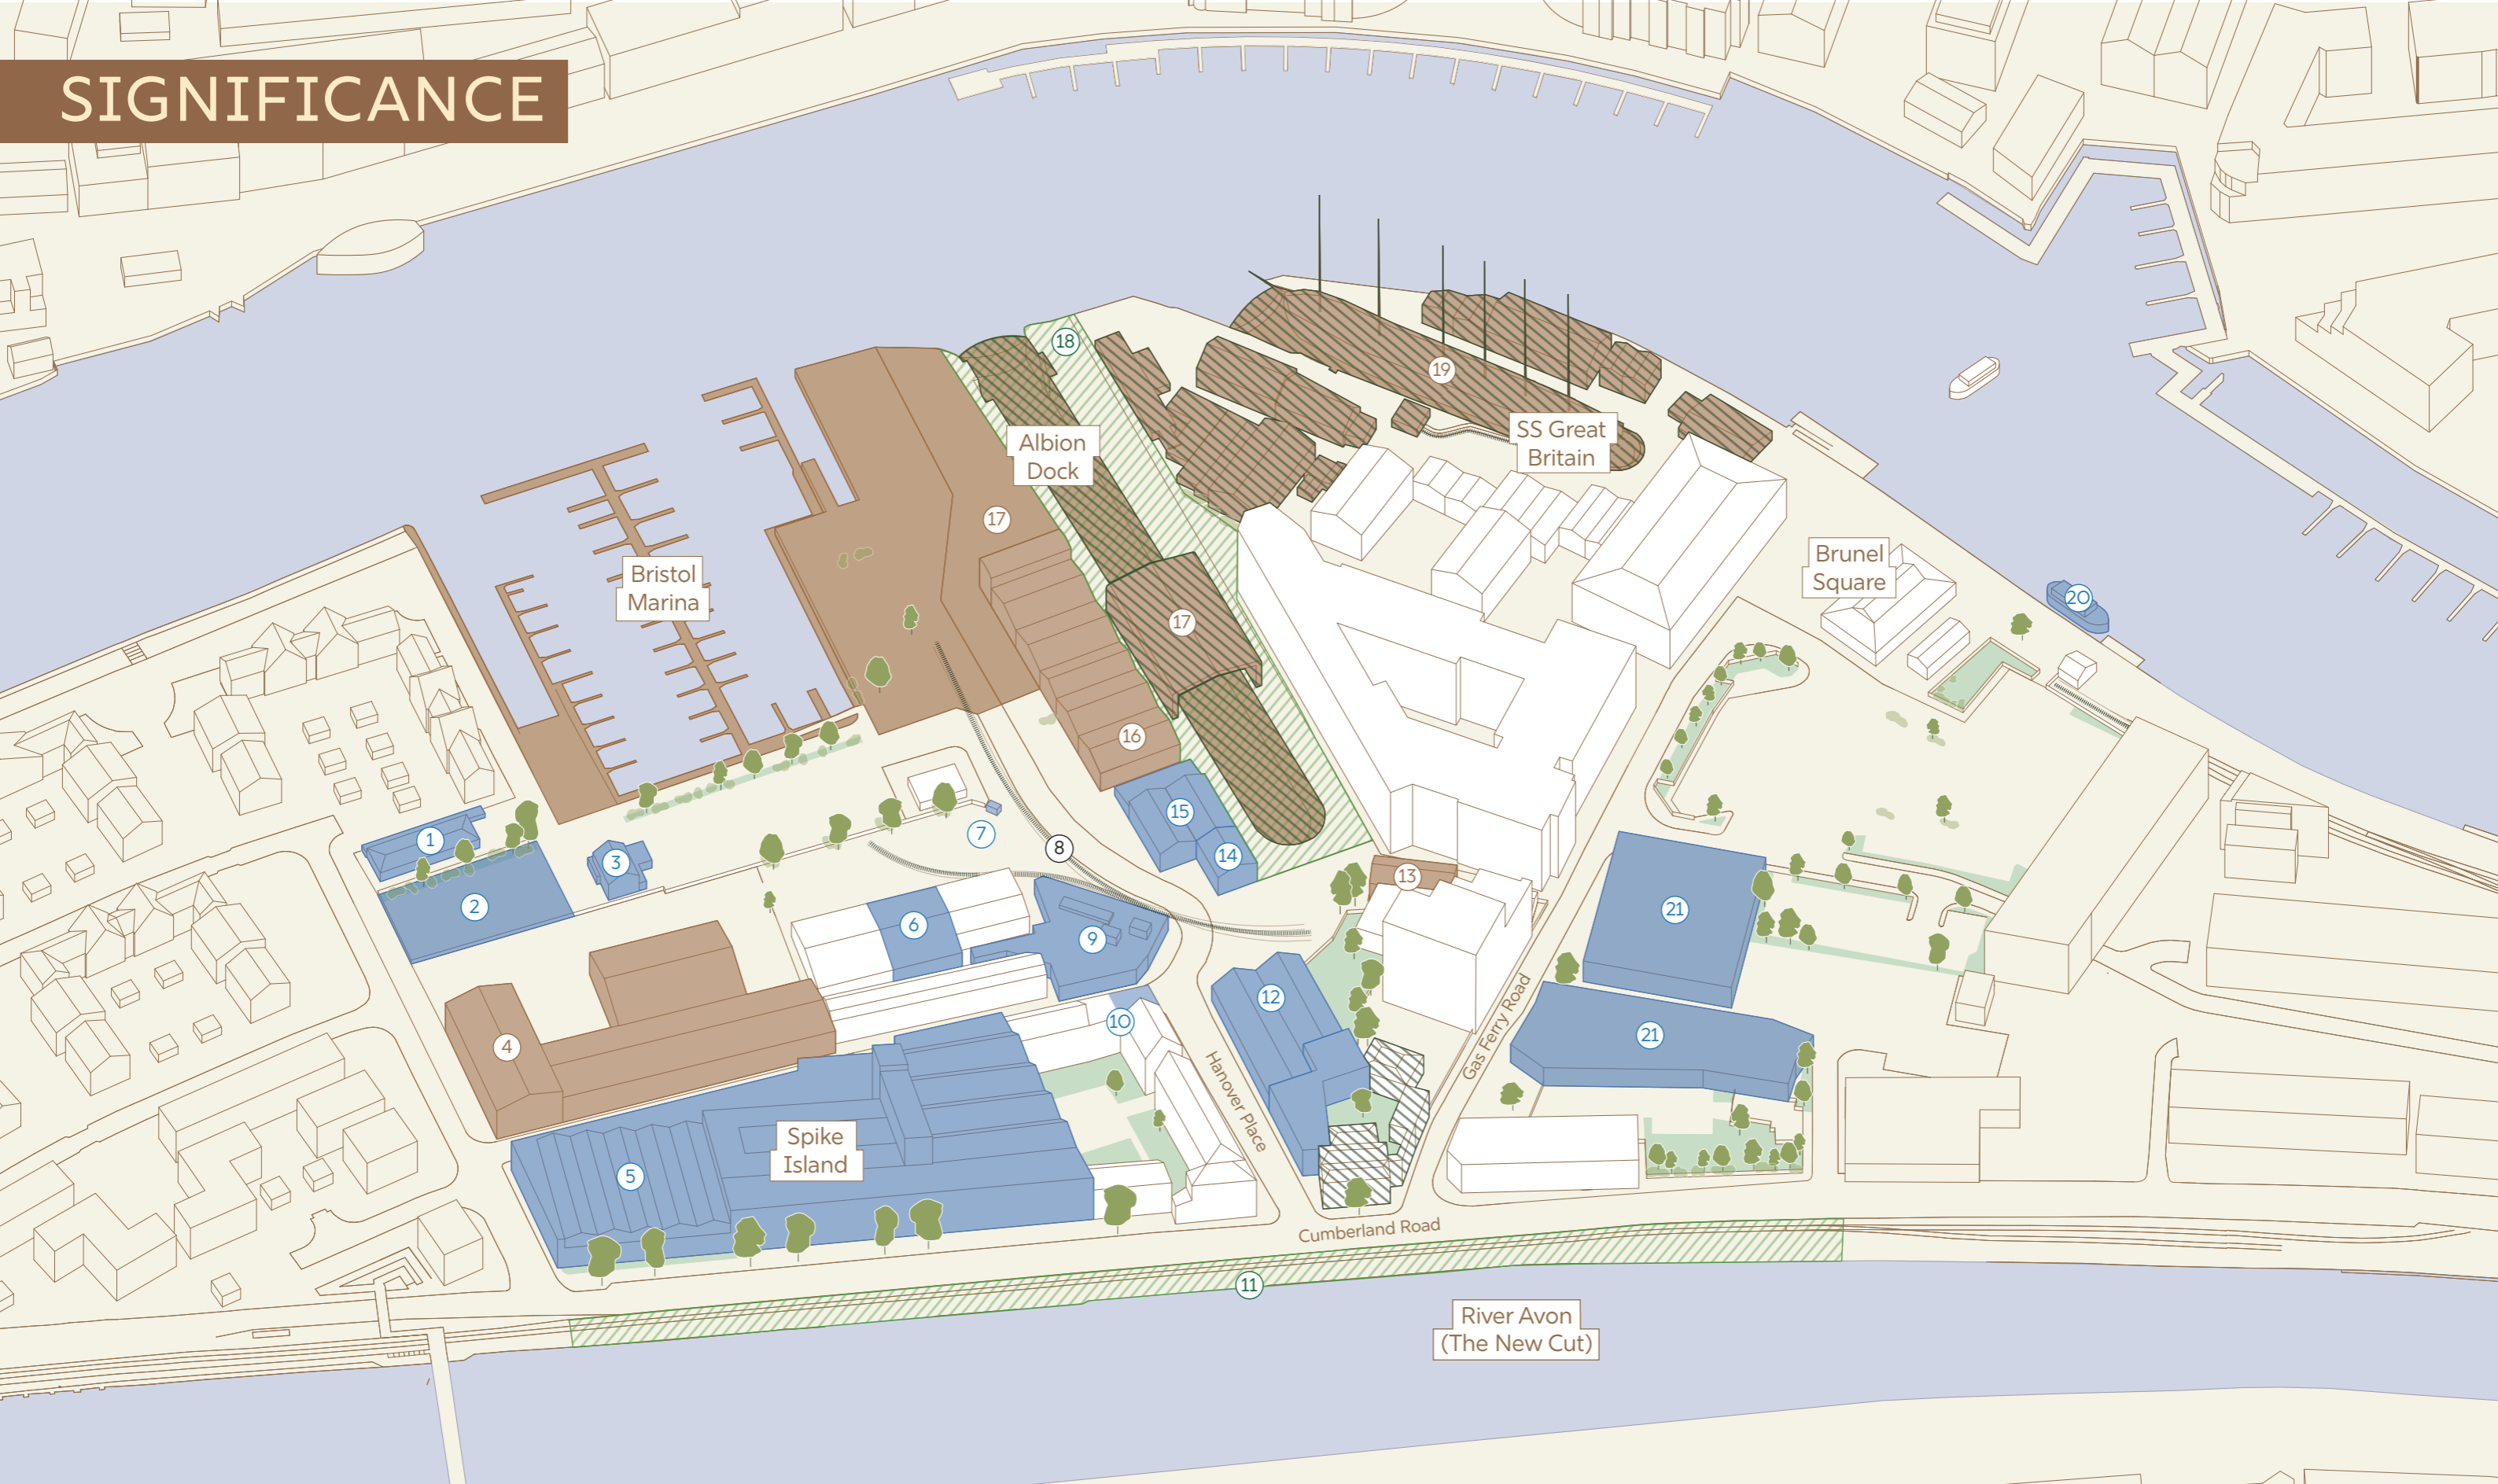 SIGNIFICANCE
18
19
Albion
Dock
SS Great
Britain
17
Bristol
Marina
Brunel
Square
20
17
16
1
3
7
8
15
14
13
2
6
9
21
12
10
4
21
Gas Ferry Road
Hanover Place
Spike
Island
5
Cumberland Road
11
River Avon
(The New Cut)